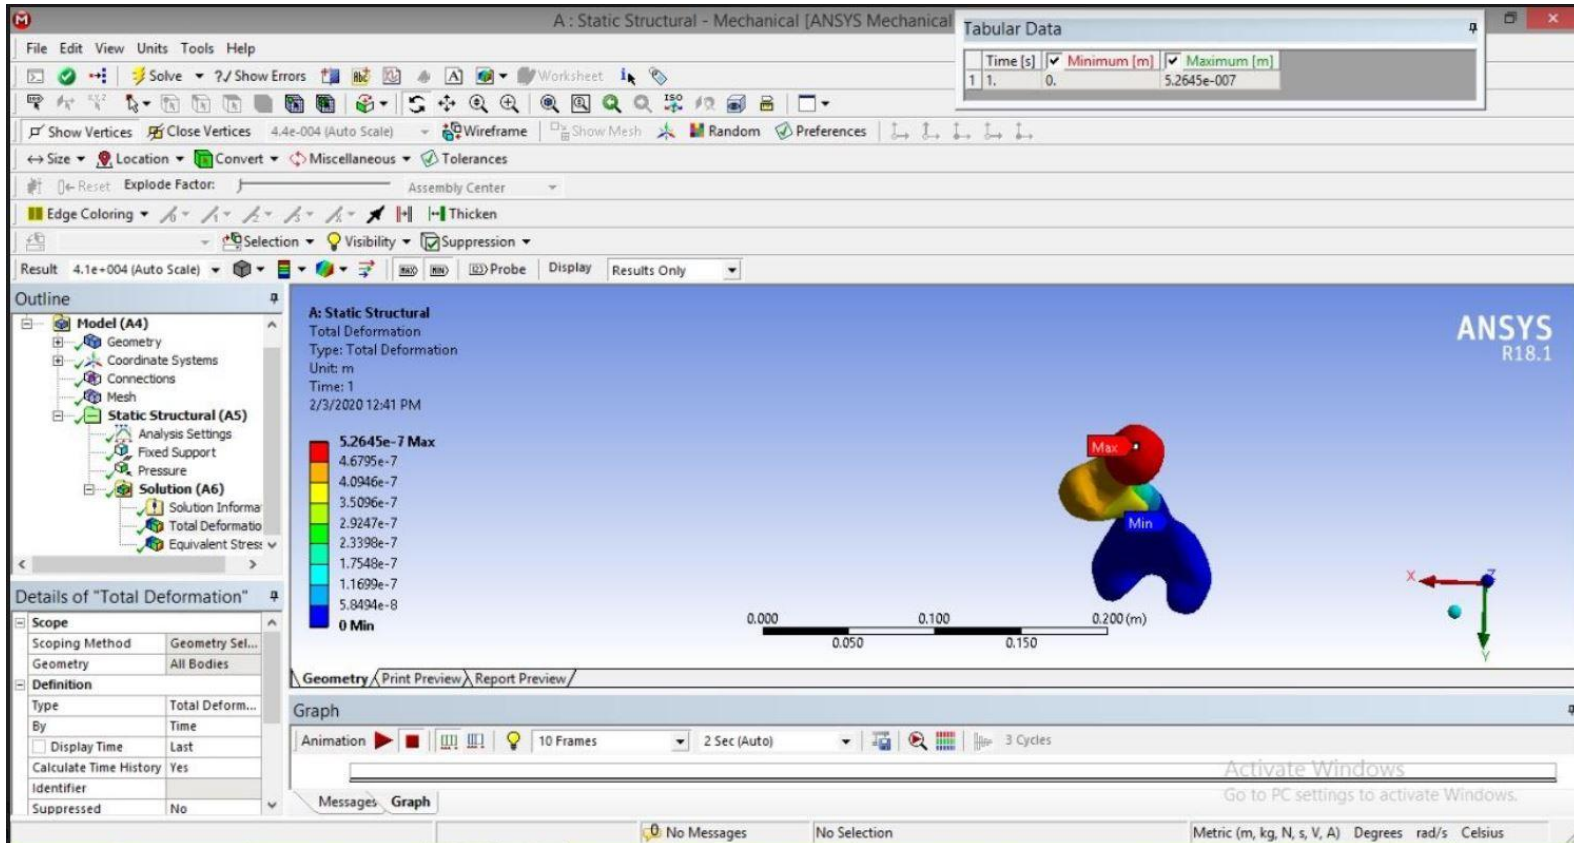 A : Static Structural - Mechanical [ANSYS Mechanical
Tabular Data
Time [s] Minimum [m] Maximum [m]
1 1. 0. 5.2645e-007
File Edit View Units Tools Help
Solve ?/ Show Errors Worksheet
Show Vertices Close Vertices 4.4e-004 (Auto Scale) Wireframe Show Mesh Random Preferences
Size Location Convert Miscellaneous Tolerances
Reset Explode Factor: Assembly Center
Edge Coloring Thicken
Selection Visibility Suppression
Result 4.1e+004 (Auto Scale) MAX MIN Probe Display Results Only
Outline
Model (A4)
Geometry
Coordinate Systems
Connections
Mesh
Static Structural (A5)
Analysis Settings
Fixed Support
Pressure
Solution (A6)
Solution Informa
Total Deformatio
Equivalent Stress
Details of "Total Deformation"
Scope
Scoping Method Geometry Sel...
Geometry All Bodies
Definition
Type Total Deform...
By Time
Display Time Last
Calculate Time History Yes
Identifier
Suppressed No
A: Static Structural
Total Deformation
Type: Total Deformation
Unit: m
Time: 1
2/3/2020 12:41 PM
5.2645e-7 Max
4.6795e-7
4.0946e-7
3.5096e-7
2.9247e-7
2.3398e-7
1.7548e-7
1.1699e-7
5.8494e-8
0 Min
ANSYS
R18.1
Max
Min
X
Z
Y
0.000 0.100 0.200 (m)
0.050 0.150
Geometry Print Preview Report Preview
Graph
Animation 10 Frames 2 Sec (Auto) 3 Cycles
Activate Windows
Go to PC settings to activate Windows.
Messages Graph
0 No Messages No Selection Metric (m, kg, N, s, V, A) Degrees rad/s Celsius